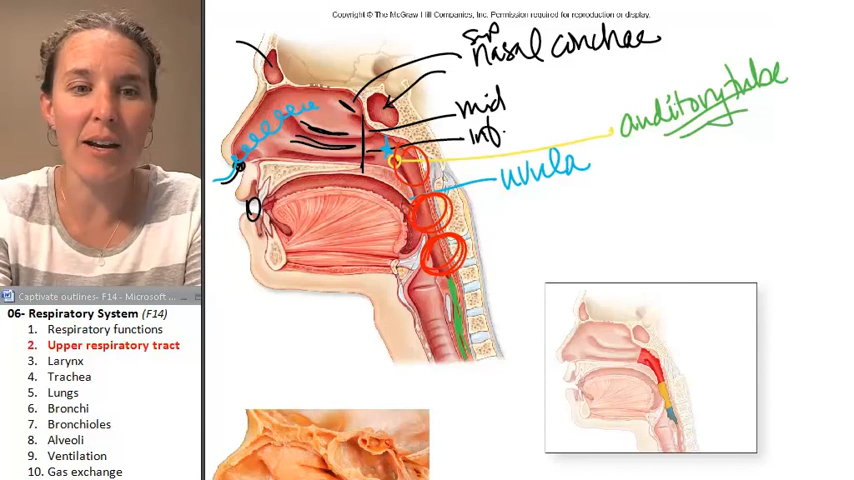 Copyright © The McGraw Hill Companies, Inc. Permission required for reproduction or display.
sup
nasal conchae
mid
inf.
auditory tube
uvula
Captivate outlines- F14 - Microsoft ...
06- Respiratory System (F14)
1. Respiratory functions
2. Upper respiratory tract
3. Larynx
4. Trachea
5. Lungs
6. Bronchi
7. Bronchioles
8. Alveoli
9. Ventilation
10. Gas exchange